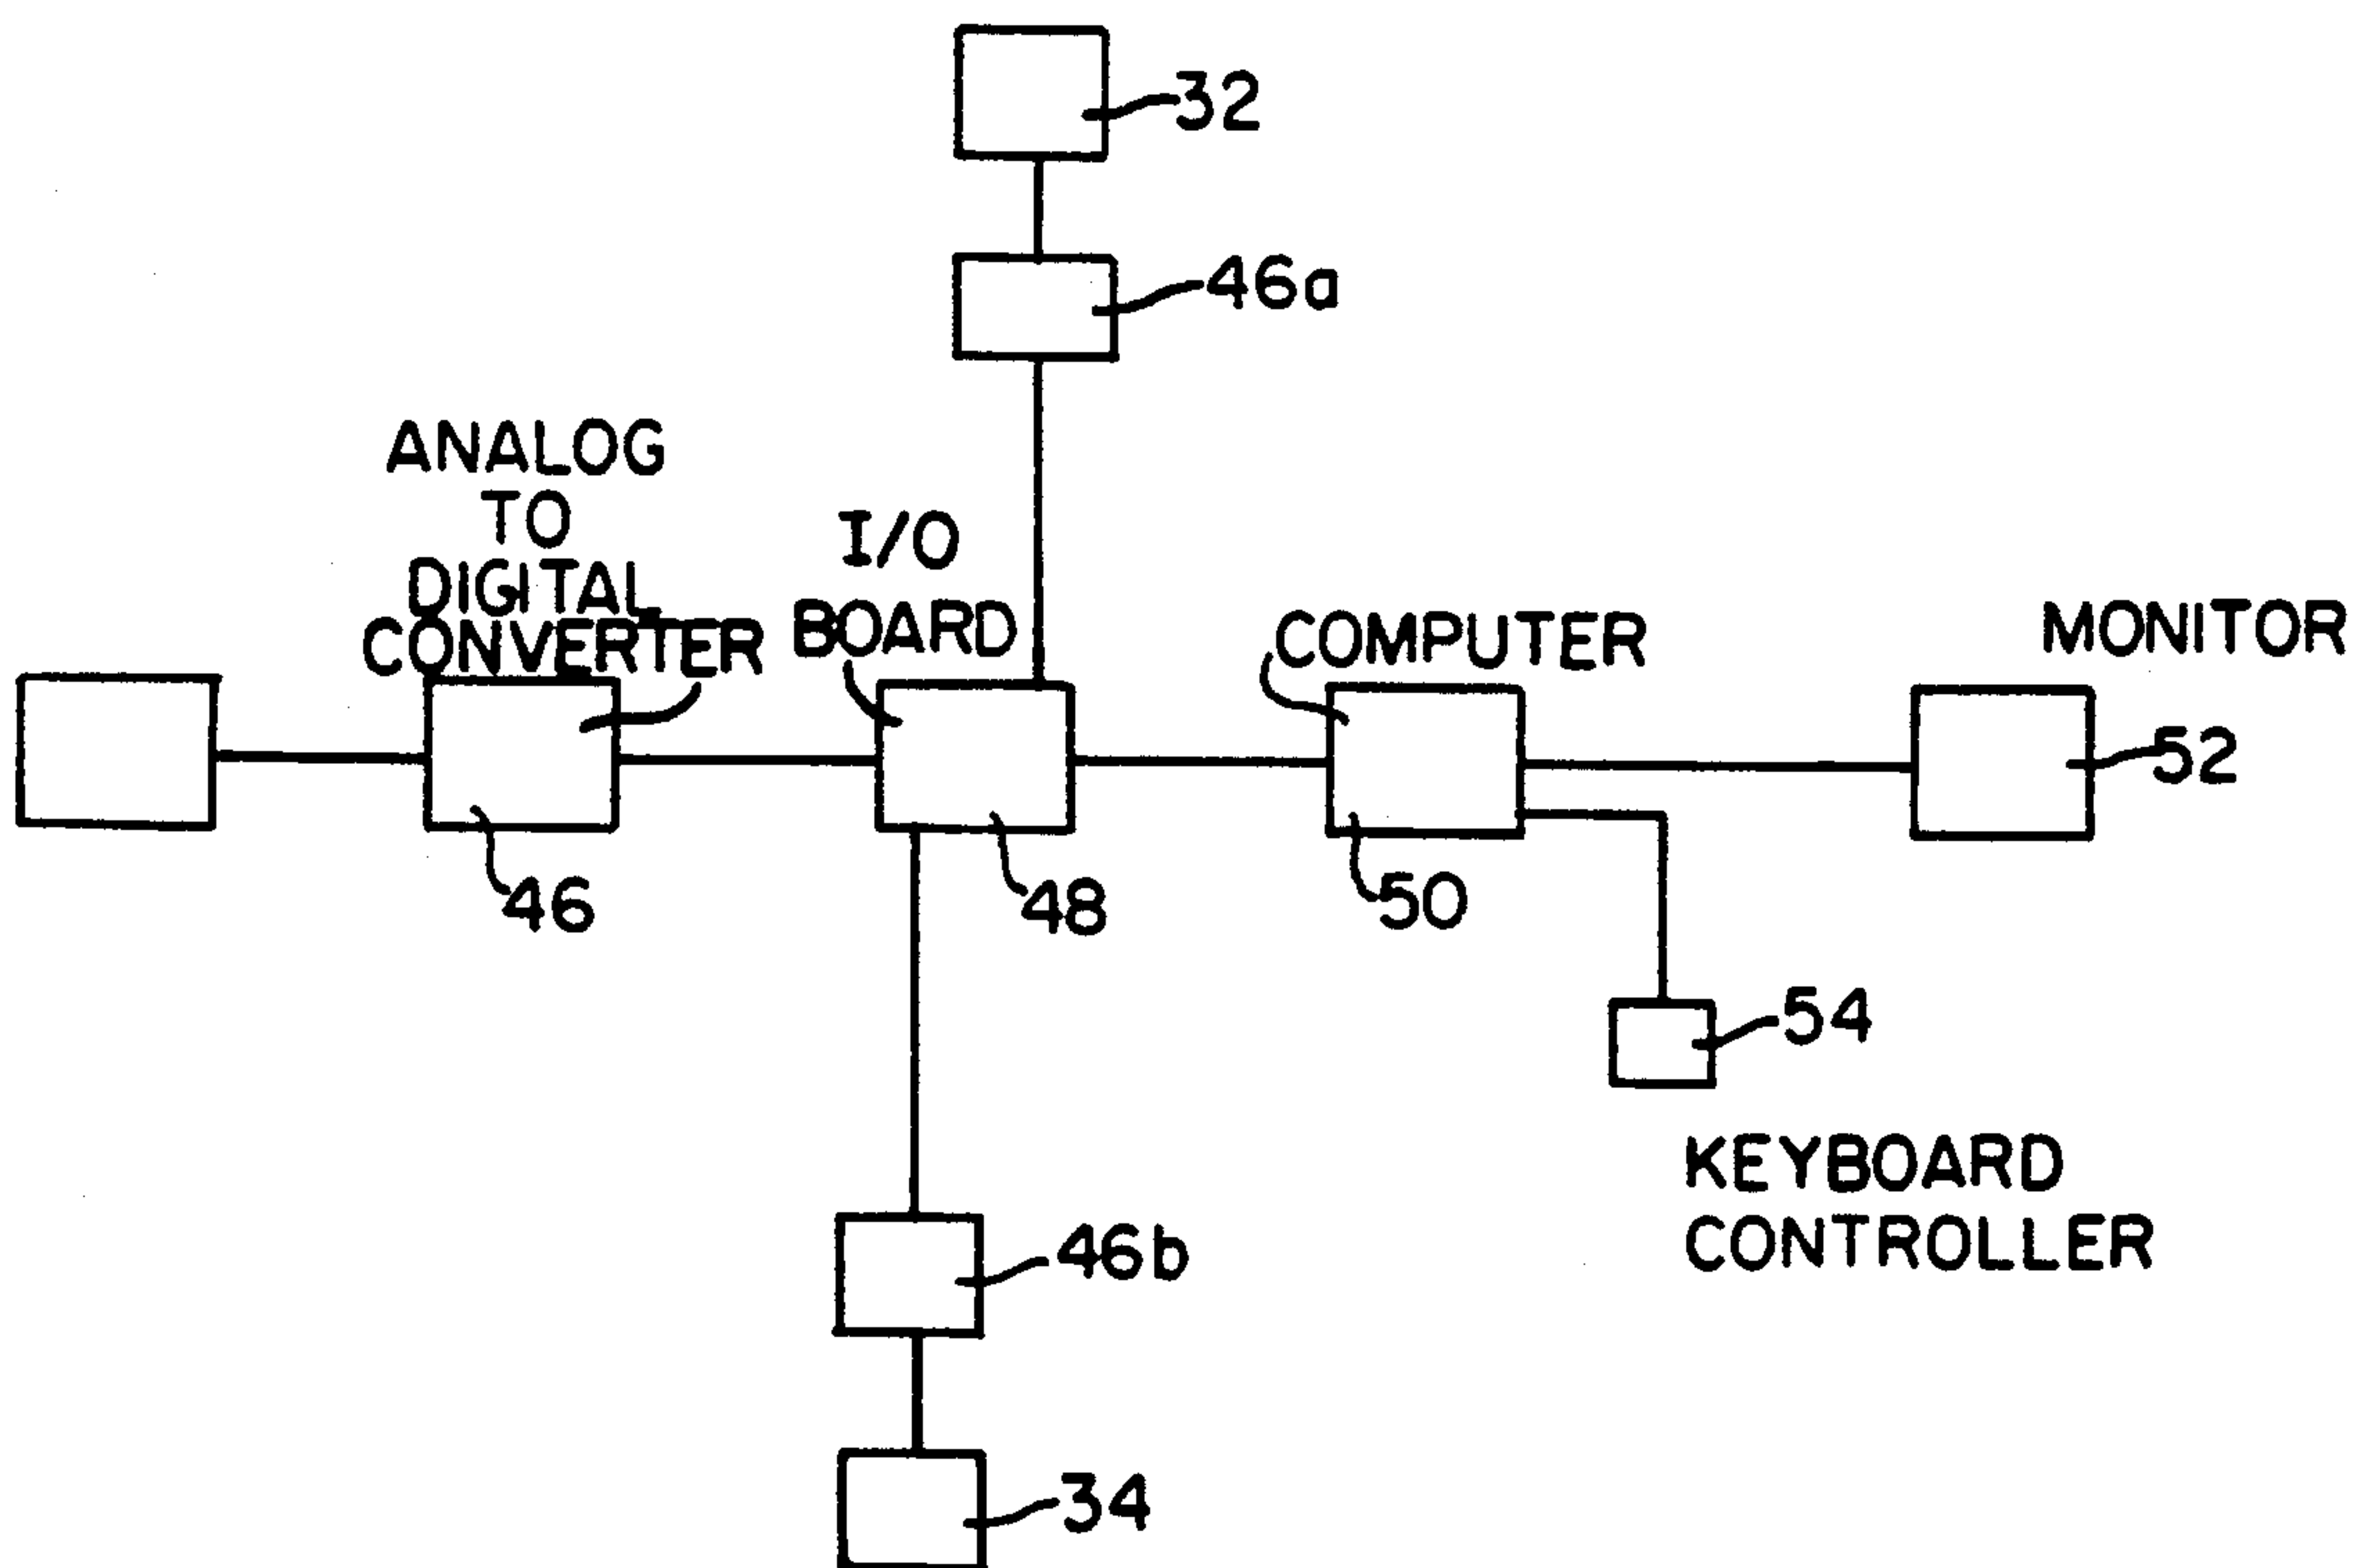 32
46a
ANALOG
TO
DIGITAL
CONVERTER
I/O
BOARD
COMPUTER
MONITOR
52
46
48
50
54
KEYBOARD
CONTROLLER
46b
34